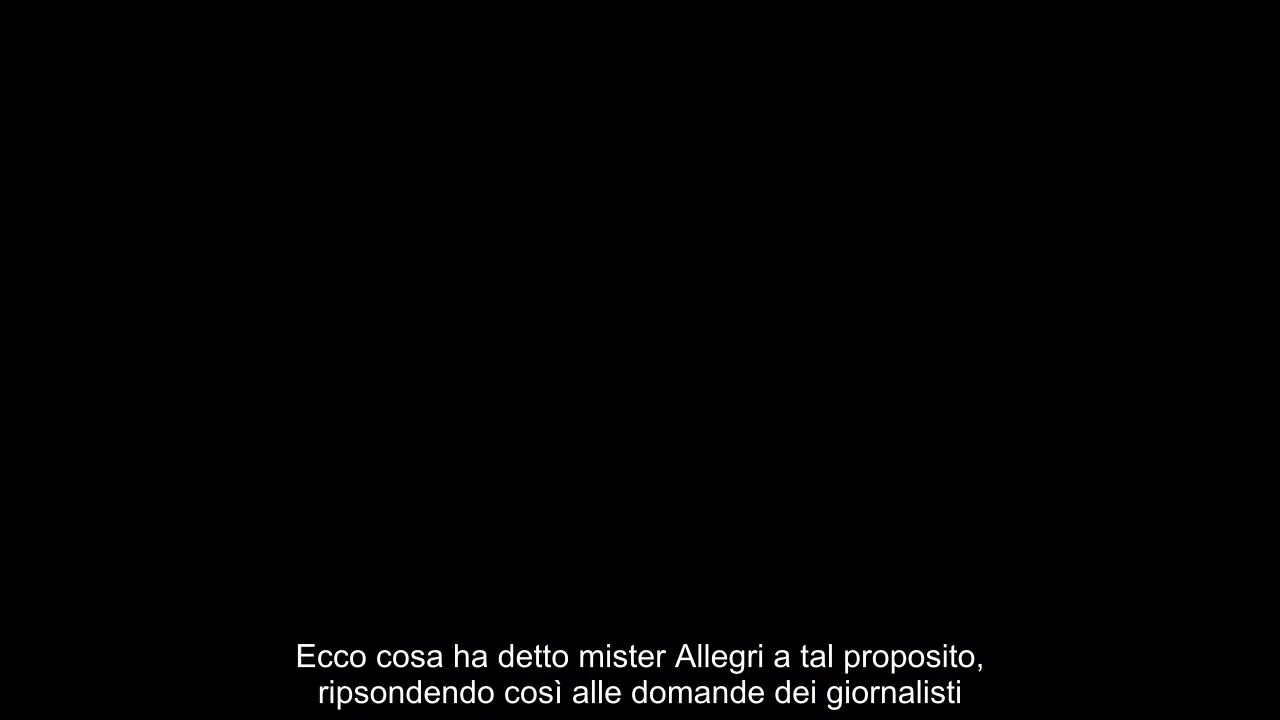 Ecco cosa ha detto mister Allegri a tal proposito,
ripsondendo così alle domande dei giornalisti